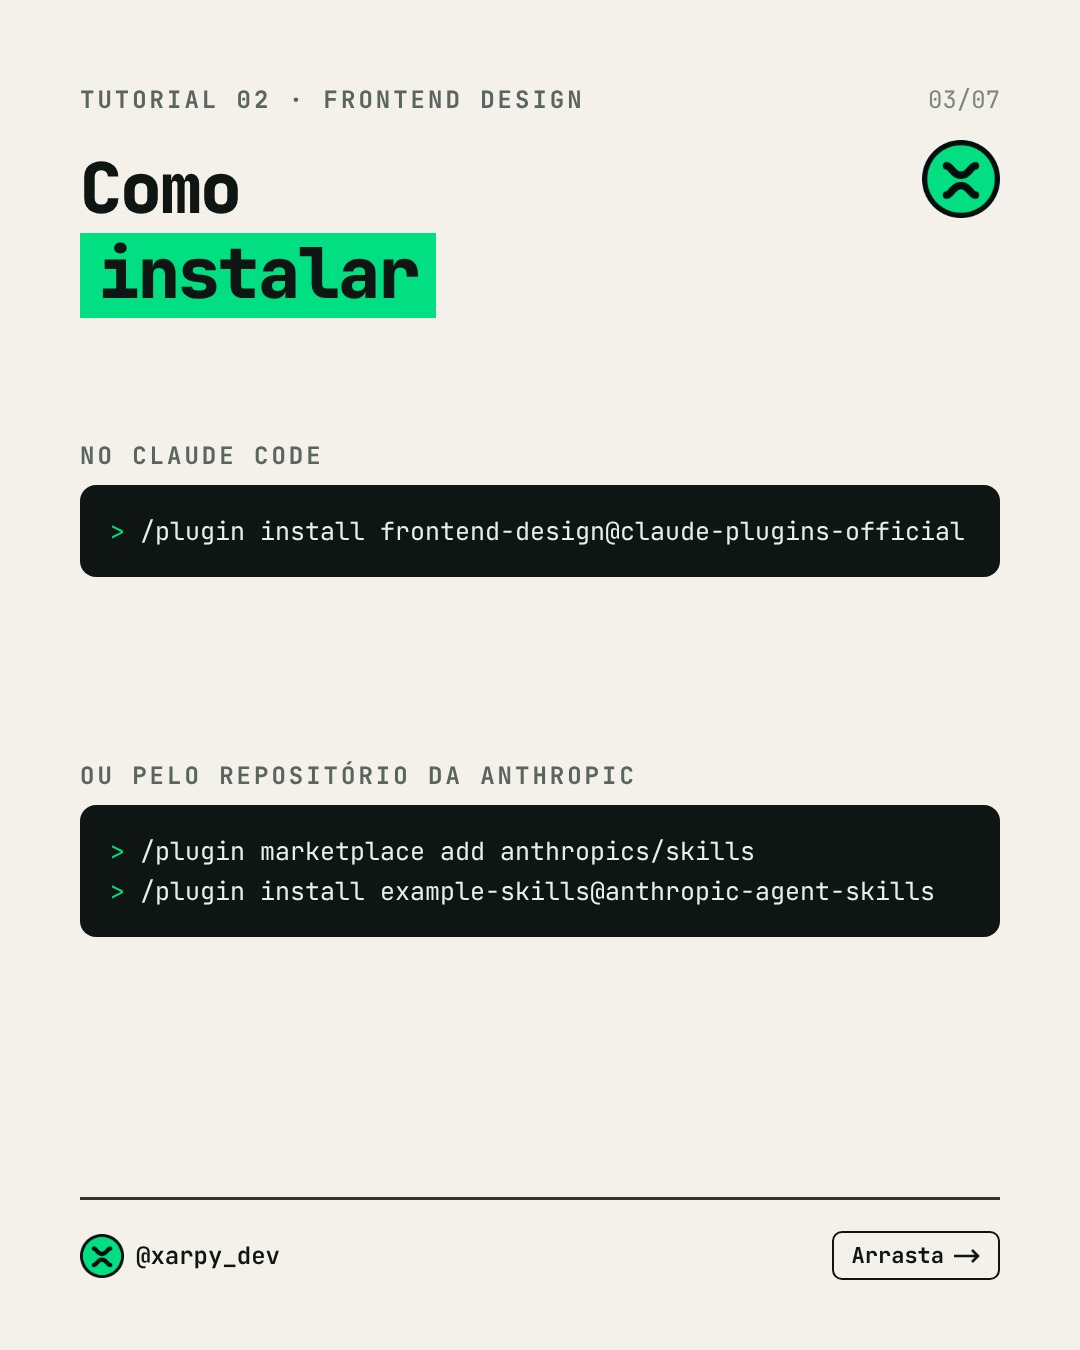 TUTORIAL 02 · FRONTEND DESIGN
03/07
Como
instalar
NO CLAUDE CODE
> /plugin install frontend-design@claude-plugins-official
OU PELO REPOSITÓRIO DA ANTHROPIC
> /plugin marketplace add anthropics/skills
> /plugin install example-skills@anthropic-agent-skills
@xarpy_dev
Arrasta →